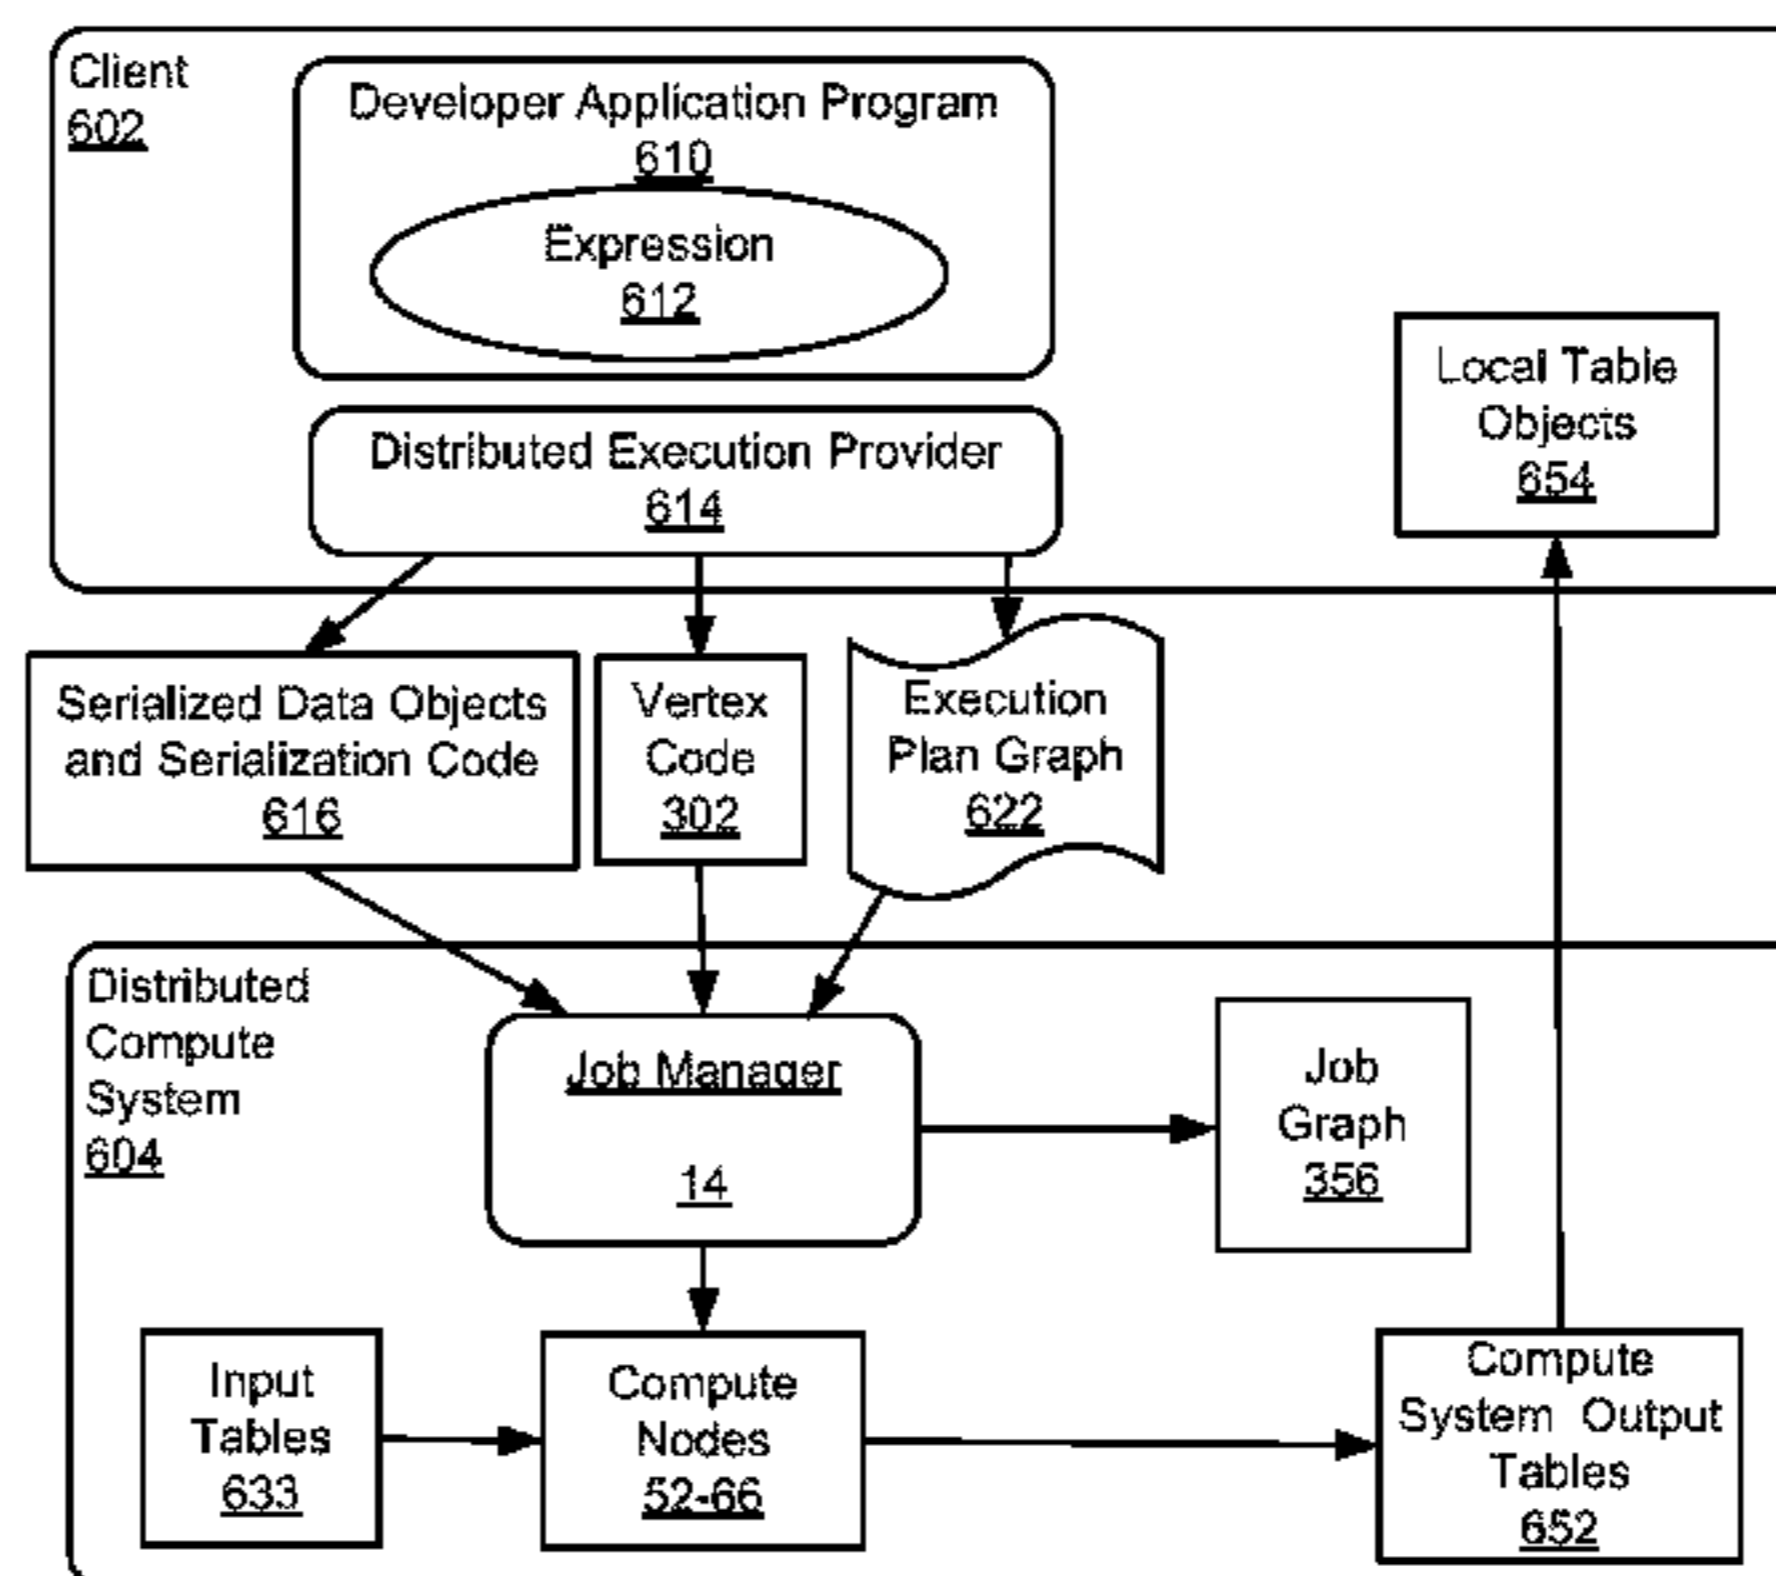 Client
602
Developer Application Program
610
Expression
612
Distributed Execution Provider
614
Local Table
Objects
654
Serialized Data Objects
and Serialization Code
616
Vertex
Code
302
Execution
Plan Graph
622
Distributed
Compute
System
604
Job Manager
14
Job
Graph
356
Input
Tables
633
Compute
Nodes
52-66
Compute
System Output
Tables
652